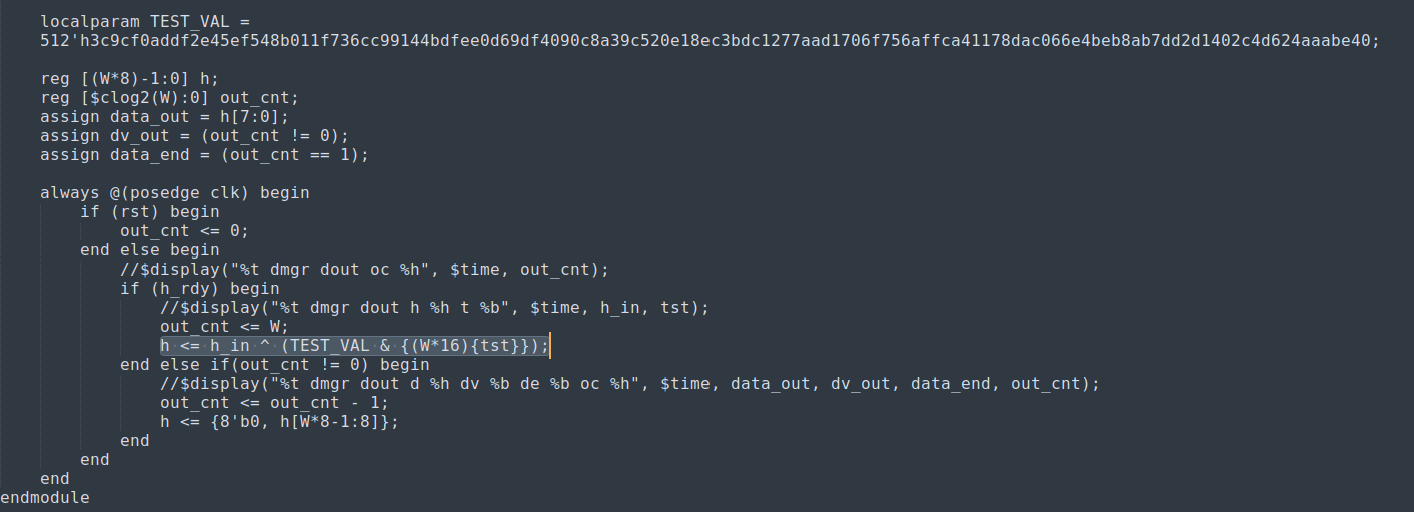 localparam TEST_VAL =
512'h3c9cf0addf2e45ef548b011f736cc99144bdfee0d69df4090c8a39c520e18ec3bdc1277aad1706f756affca41178dac066e4beb8ab7dd2d1402c4d624aaabe40;
reg [(W*8)-1:0] h;
reg [$clog2(W):0] out_cnt;
assign data_out = h[7:0];
assign dv_out = (out_cnt != 0);
assign data_end = (out_cnt == 1);
always @(posedge clk) begin
if (rst) begin
out_cnt <= 0;
end else begin
//$display("%t dmgr dout oc %h", $time, out_cnt);
if (h_rdy) begin
//$display("%t dmgr dout h %h t %b", $time, h_in, tst);
out_cnt <= W;
h <= h_in ^ (TEST_VAL & {(W*16){tst}});
end else if(out_cnt != 0) begin
//$display("%t dmgr dout d %h dv %b de %b oc %h", $time, data_out, dv_out, data_end, out_cnt);
out_cnt <= out_cnt - 1;
h <= {8'b0, h[W*8-1:8]};
end
end
end
endmodule